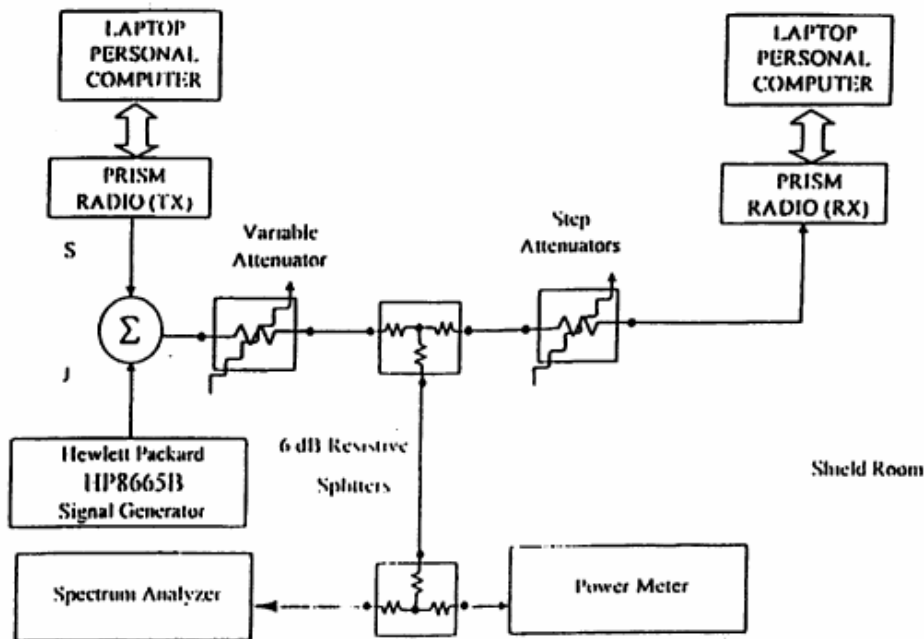 LAPTOP
PERSONAL
COMPUTER
LAPTOP
PERSONAL
COMPUTER
PRISM
RADIO (TX)
PRISM
RADIO (RX)
S
Variable
Attenuator
Step
Attenuators
Σ
J
6 dB Resistive
Splitters
Hewlett Packard
HP8665B
Signal Generator
Shield Room
Spectrum Analyzer
Power Meter